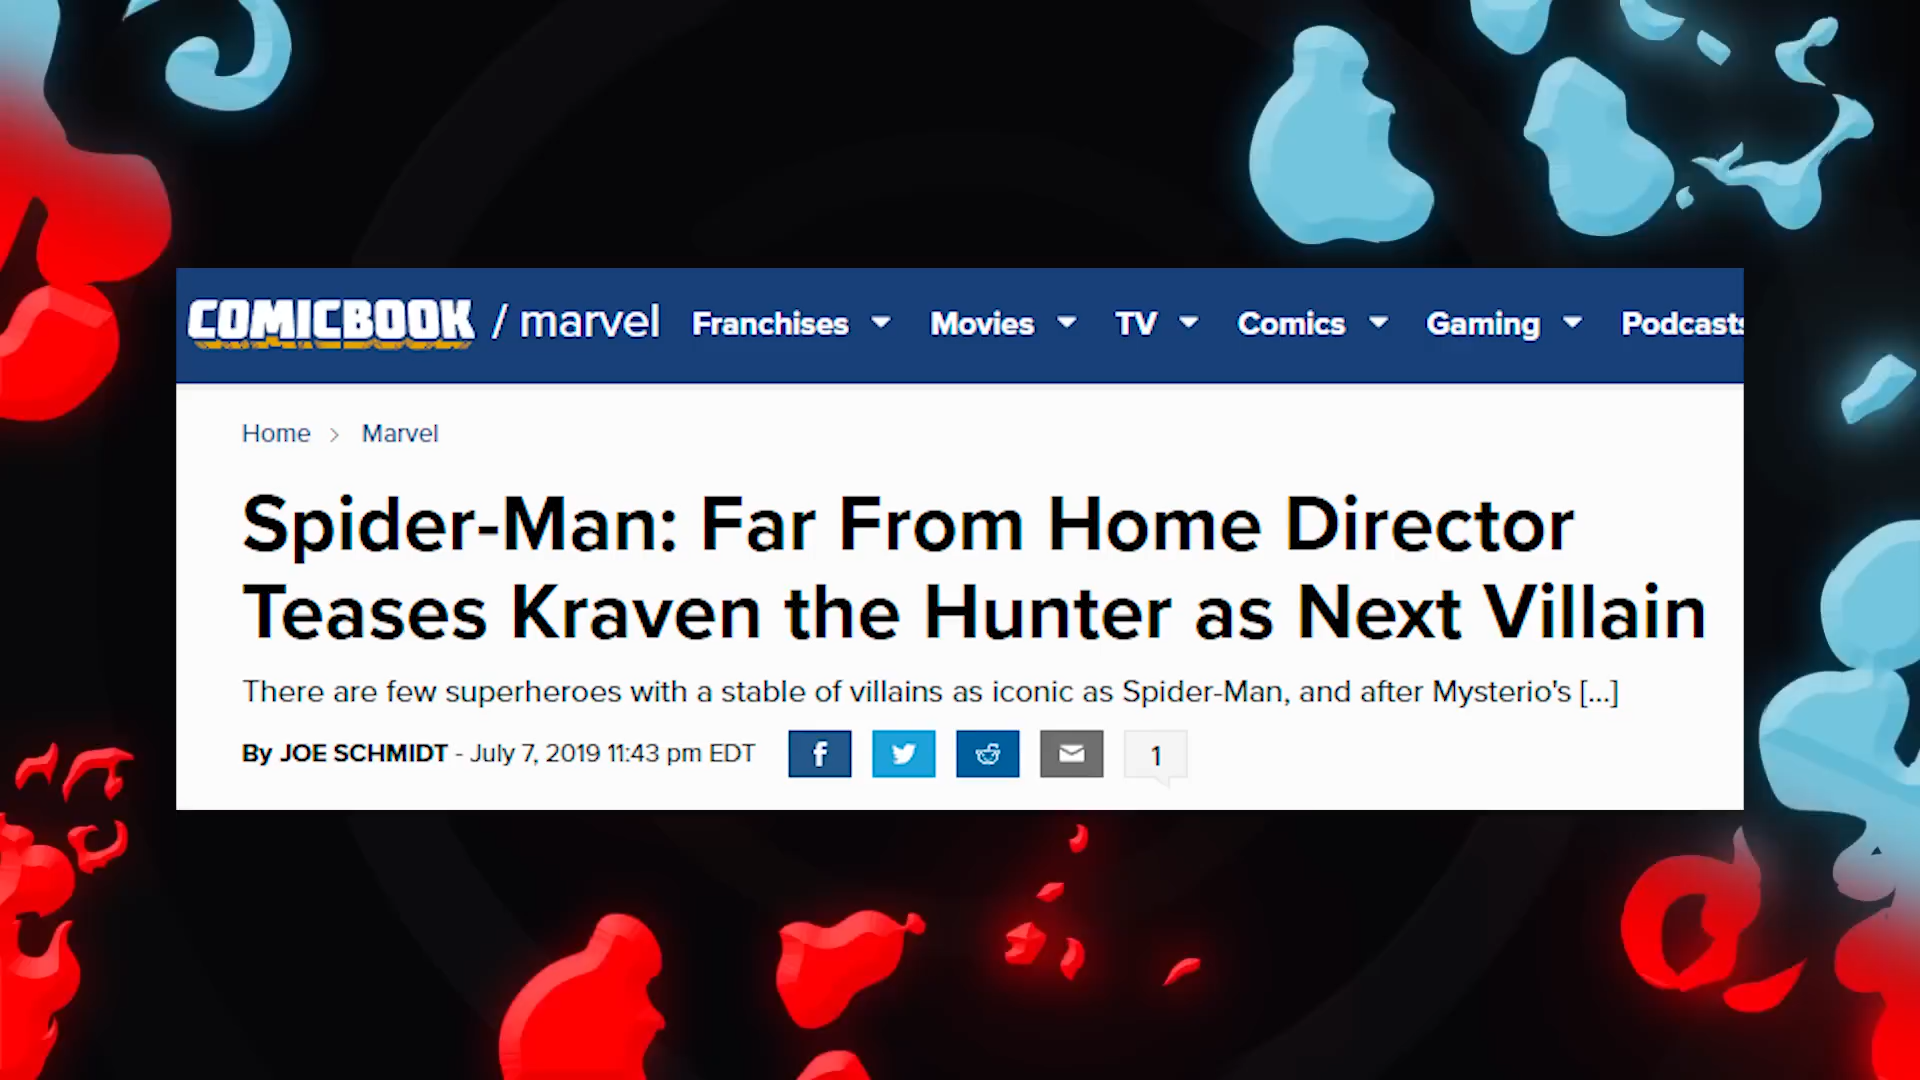 COMICBOOK / marvel Franchises Movies TV Comics Gaming Podcasts
Home > Marvel
Spider-Man: Far From Home Director
Teases Kraven the Hunter as Next Villain
There are few superheroes with a stable of villains as iconic as Spider-Man, and after Mysterio's [...]
By JOE SCHMIDT - July 7, 2019 11:43 pm EDT f 1